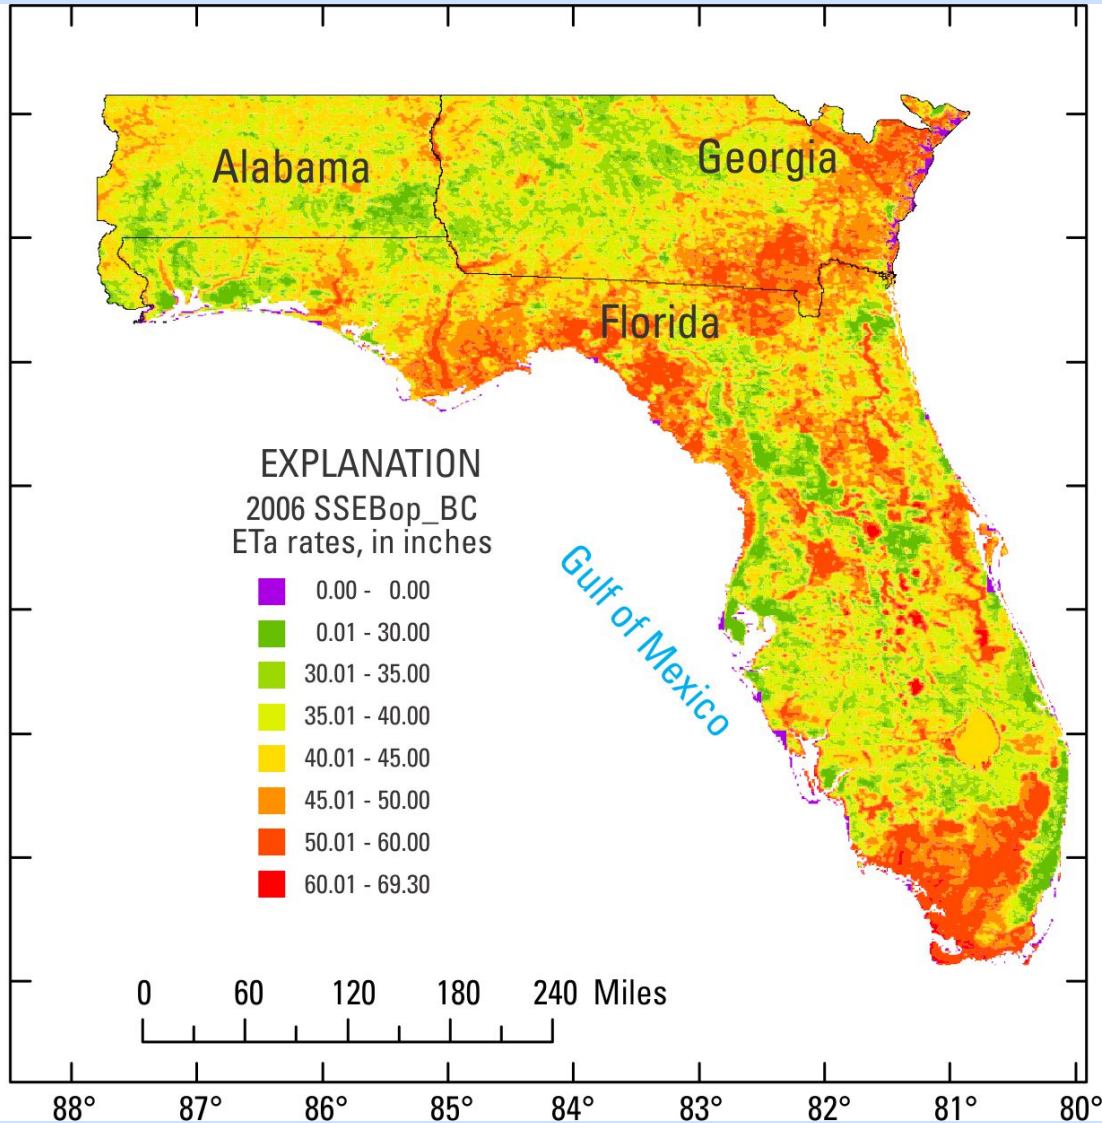 Alabama
Georgia
Florida
EXPLANATION
2006 SSEBop_BC
ETa rates, in inches
0.00 - 0.00
0.01 - 30.00
30.01 - 35.00
35.01 - 40.00
40.01 - 45.00
45.01 - 50.00
50.01 - 60.00
60.01 - 69.30
Gulf of Mexico
0 60 120 180 240 Miles
88° 87° 86° 85° 84° 83° 82° 81° 80°